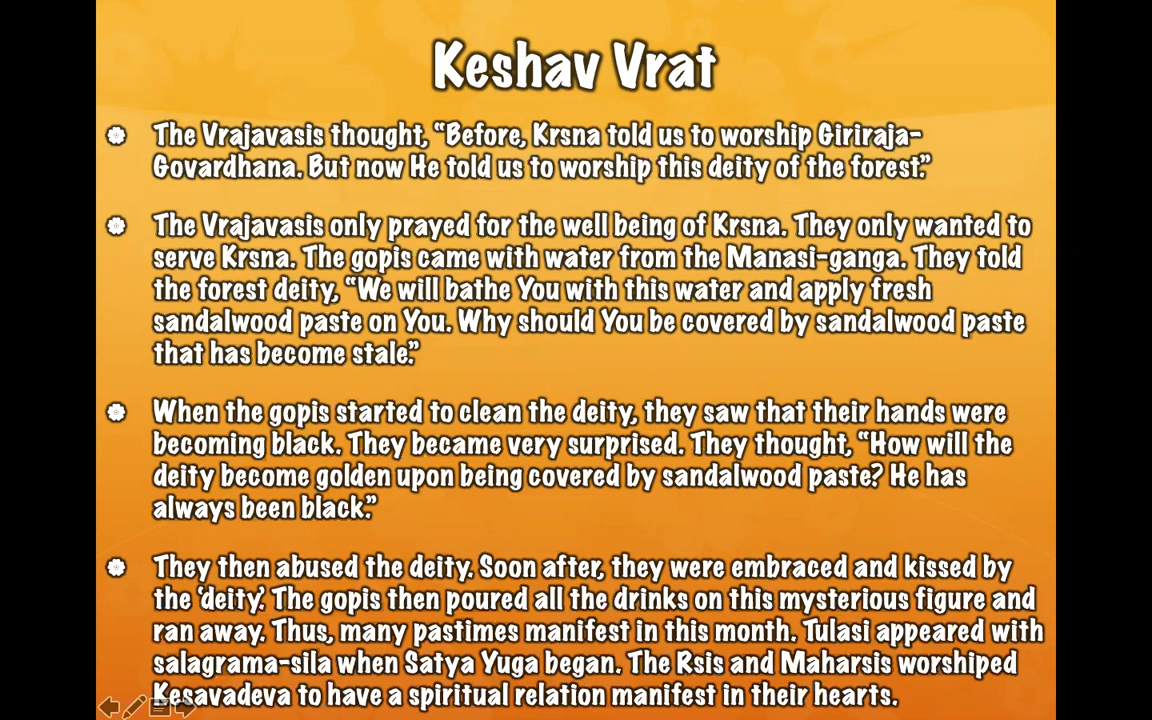 Keshav Vrat
The Vrajavasis thought, “Before, Krsna told us to worship Giriraja-
Govardhana. But now He told us to worship this deity of the forest.”
The Vrajavasis only prayed for the well being of Krsna. They only wanted to
serve Krsna. The gopis came with water from the Manasi-ganga. They told
the forest deity, “We will bathe You with this water and apply fresh
sandalwood paste on You. Why should You be covered by sandalwood paste
that has become stale.”
When the gopis started to clean the deity, they saw that their hands were
becoming black. They became very surprised. They thought, “How will the
deity become golden upon being covered by sandalwood paste? He has
always been black.”
They then abused the deity. Soon after, they were embraced and kissed by
the ‘deity.’ The gopis then poured all the drinks on this mysterious figure and
ran away. Thus, many pastimes manifest in this month. Tulasi appeared with
salagrama-sila when Satya Yuga began. The Rsis and Maharsis worshiped
Kesavadeva to have a spiritual relation manifest in their hearts.